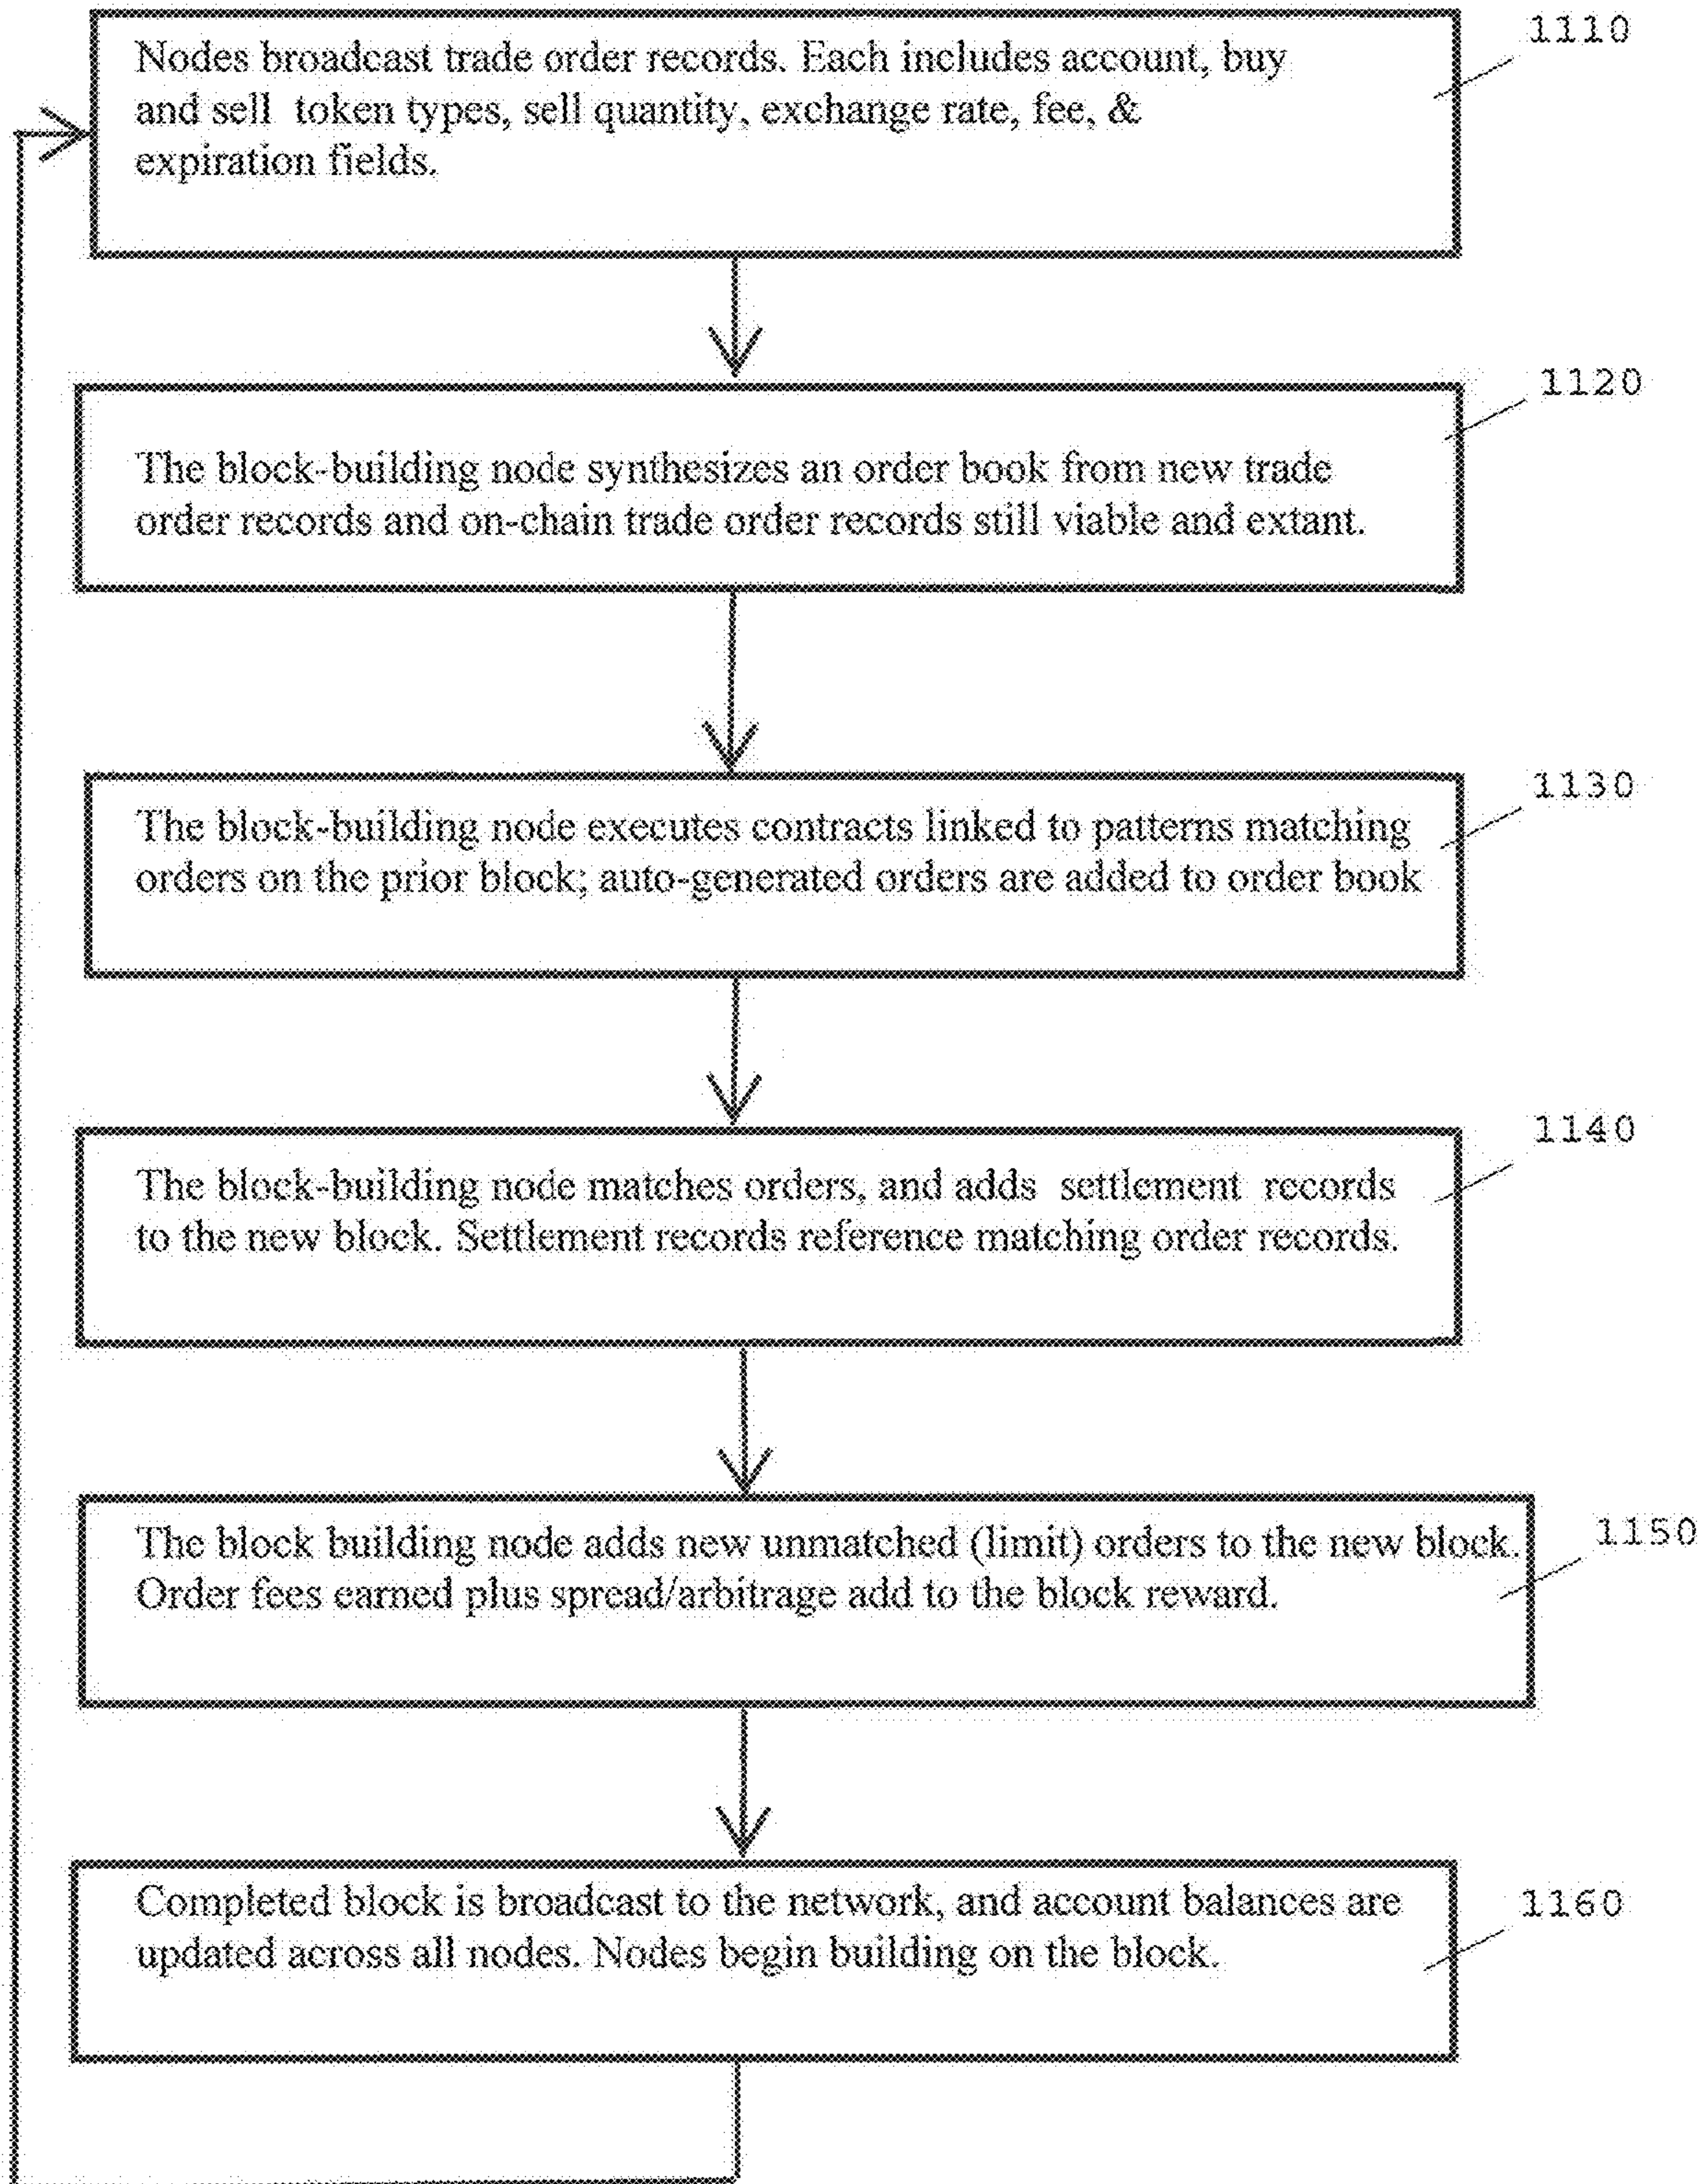 1110
Nodes broadcast trade order records. Each includes account, buy
and sell token types, sell quantity, exchange rate, fee, &
expiration fields.
1120
The block-building node synthesizes an order book from new trade
order records and on-chain trade order records still viable and extant.
1130
The block-building node executes contracts linked to patterns matching
orders on the prior block; auto-generated orders are added to order book
1140
The block-building node matches orders, and adds settlement records
to the new block. Settlement records reference matching order records.
1150
The block building node adds new unmatched (limit) orders to the new block.
Order fees earned plus spread/arbitrage add to the block reward.
1160
Completed block is broadcast to the network, and account balances are
updated across all nodes. Nodes begin building on the block.